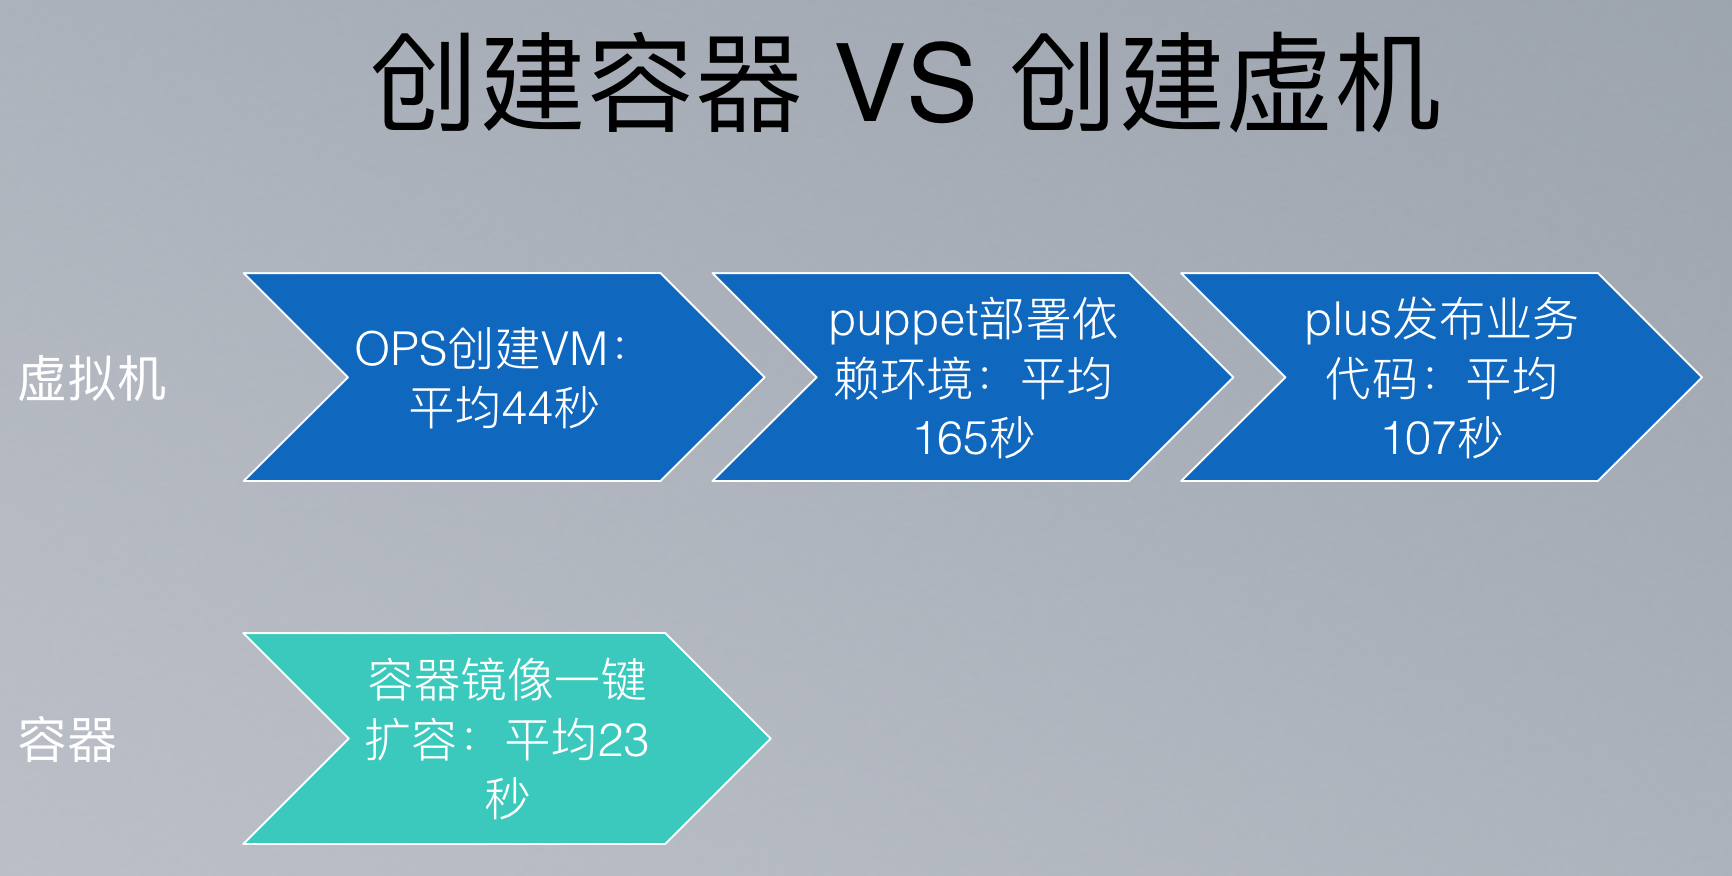 创建容器 VS 创建虚机
虚拟机
OPS创建VM：
平均44秒
puppet部署依
赖环境：平均
165秒
plus发布业务
代码：平均
107秒
容器
容器镜像一键
扩容：平均23
秒